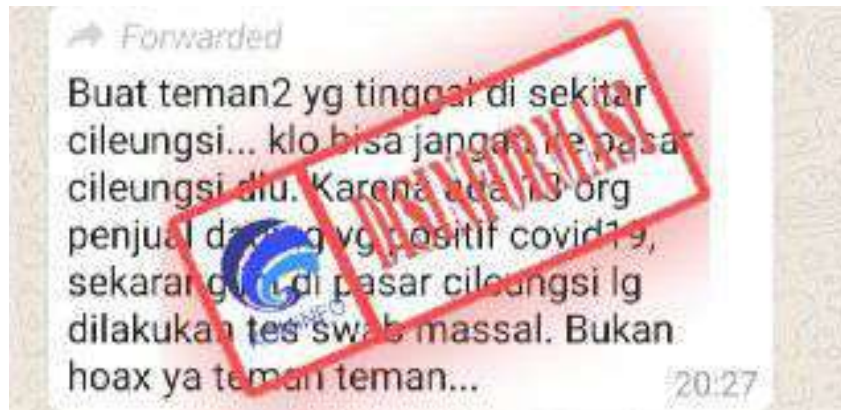 Forwarded
Buat teman2 yg tinggal di sekitar
cileungsi... klo bisa jangan ke pasar
cileungsi dlu. Karena ada org
penjual yg positif covid19,
sekarang di pasar cileungsi lg
dilakukan tes swab massal. Bukan
hoax ya teman teman...
20:27
DISINFORMASI